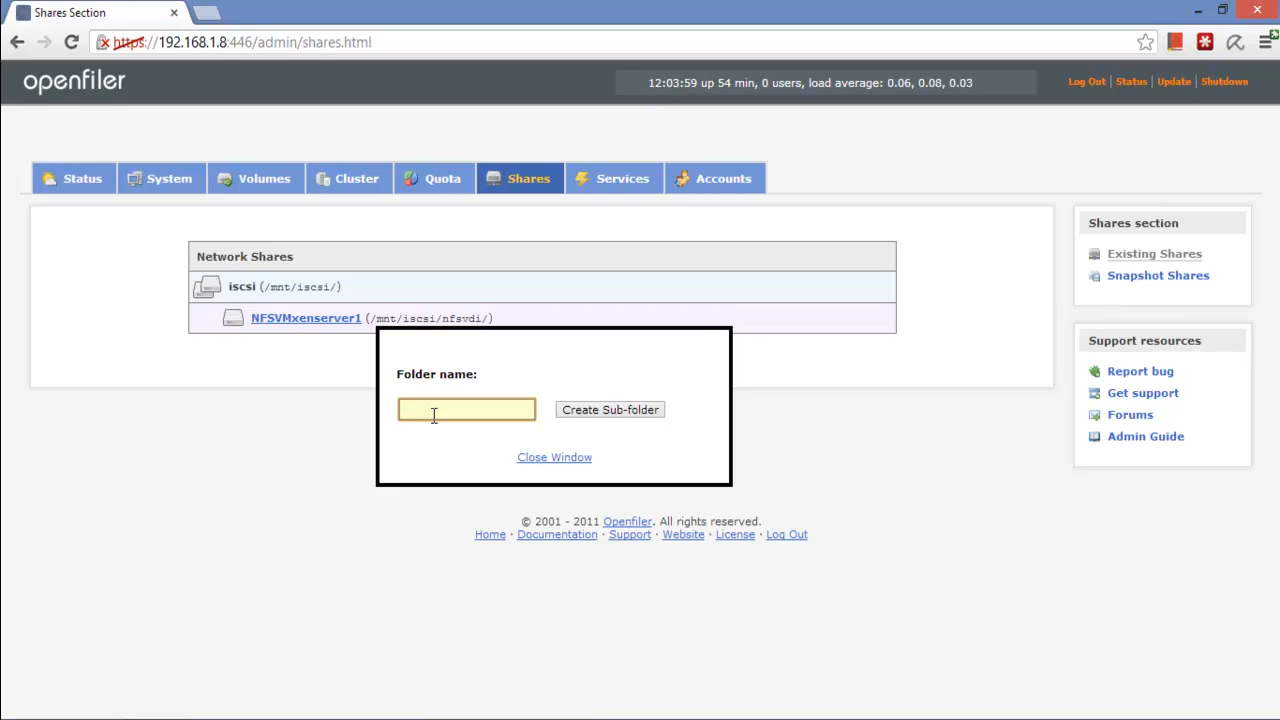 Shares Section
https://192.168.1.8:446/admin/shares.html
openfiler
12:03:59 up 54 min, 0 users, load average: 0.06, 0.08, 0.03
Log Out | Status | Update | Shutdown
Status
System
Volumes
Cluster
Quota
Shares
Services
Accounts
Network Shares
iscsi (/mnt/iscsi/)
NFSVMxenserver1 (/mnt/iscsi/nfsvdi/)
Folder name:
Create Sub-folder
Close Window
Shares section
Existing Shares
Snapshot Shares
Support resources
Report bug
Get support
Forums
Admin Guide
© 2001 - 2011 Openfiler. All rights reserved.
Home · Documentation · Support · Website · License · Log Out